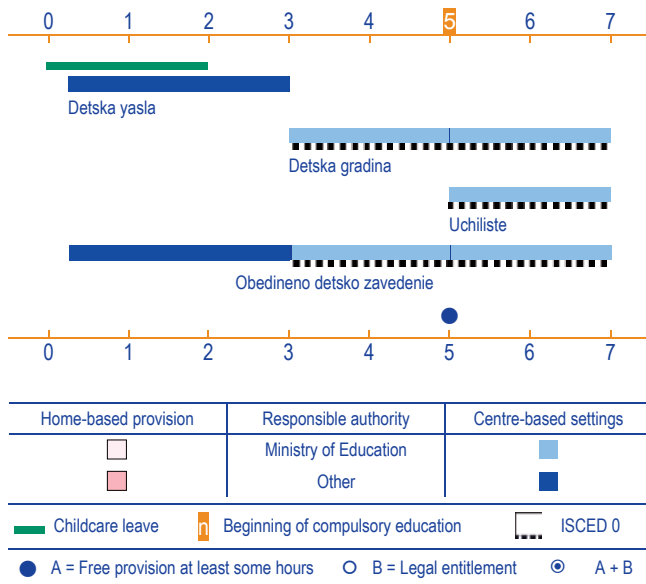 0 1 2 3 4 5 6 7
Detska yasla
Detska gradina
Uchiliste
Obedineno detsko zavedenie
0 1 2 3 4 5 6 7
Home-based provision Responsible authority Centre-based settings
Ministry of Education
Other
Childcare leave n Beginning of compulsory education ISCED 0
A = Free provision at least some hours B = Legal entitlement A + B